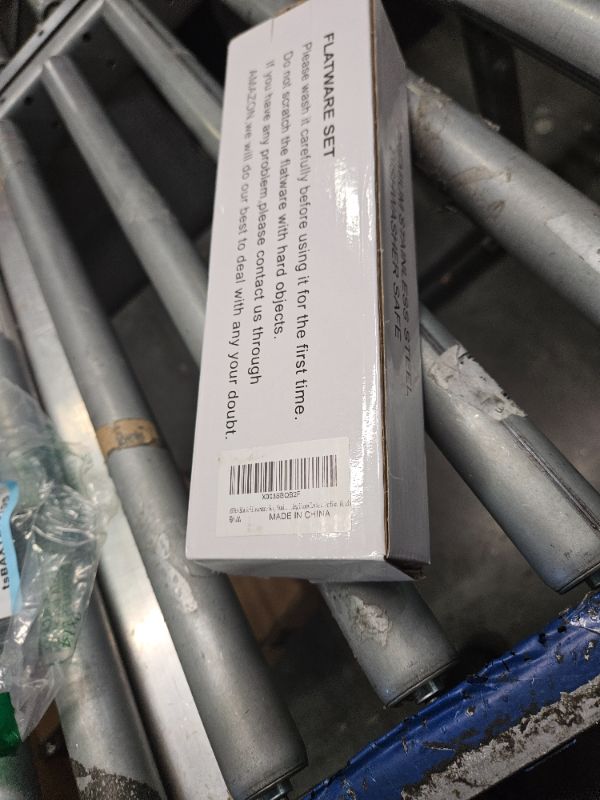 FLATWARE SET
Please wash it carefully before using it for the first time.
Do not scratch the flatware with hard objects.
If you have any problem,please contact us through
AMAZON,we will do our best to deal with any your doubt.
MADE IN CHINA
STAINLESS STEEL
SAFE